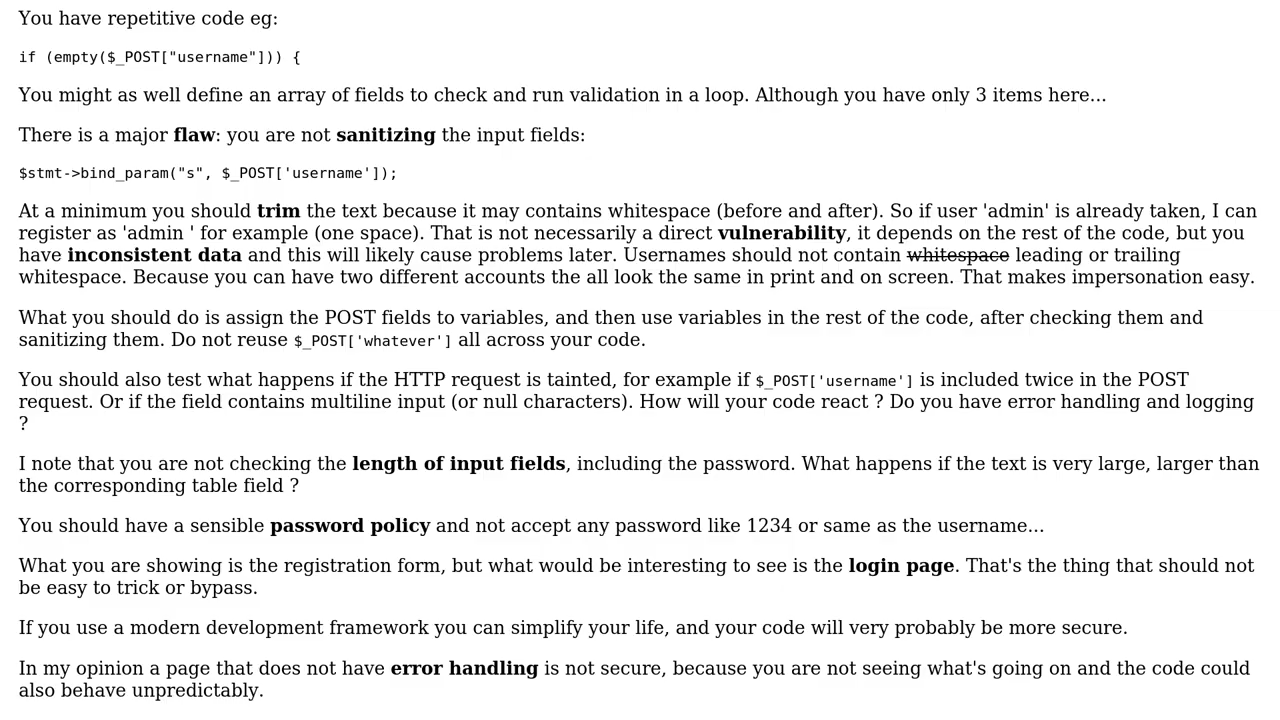 You have repetitive code eg:
if (empty($_POST["username"])) {
You might as well define an array of fields to check and run validation in a loop. Although you have only 3 items here...
There is a major flaw: you are not sanitizing the input fields:
$stmt->bind_param("s", $_POST['username']);
At a minimum you should trim the text because it may contains whitespace (before and after). So if user 'admin' is already taken, I can
register as 'admin ' for example (one space). That is not necessarily a direct vulnerability, it depends on the rest of the code, but you
have inconsistent data and this will likely cause problems later. Usernames should not contain whitespace leading or trailing
whitespace. Because you can have two different accounts the all look the same in print and on screen. That makes impersonation easy.
What you should do is assign the POST fields to variables, and then use variables in the rest of the code, after checking them and
sanitizing them. Do not reuse $_POST['whatever'] all across your code.
You should also test what happens if the HTTP request is tainted, for example if $_POST['username'] is included twice in the POST
request. Or if the field contains multiline input (or null characters). How will your code react ? Do you have error handling and logging
?
I note that you are not checking the length of input fields, including the password. What happens if the text is very large, larger than
the corresponding table field ?
You should have a sensible password policy and not accept any password like 1234 or same as the username...
What you are showing is the registration form, but what would be interesting to see is the login page. That's the thing that should not
be easy to trick or bypass.
If you use a modern development framework you can simplify your life, and your code will very probably be more secure.
In my opinion a page that does not have error handling is not secure, because you are not seeing what's going on and the code could
also behave unpredictably.